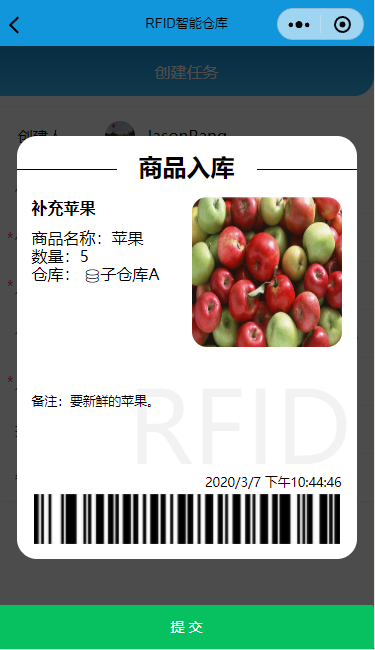 RFID智能仓库
创建任务
创建人 JasonPang
商品入库
补充苹果
商品名称：苹果
数量：5
仓库： 子仓库A
备注：要新鲜的苹果。
RFID
2020/3/7 下午10:44:46
提 交